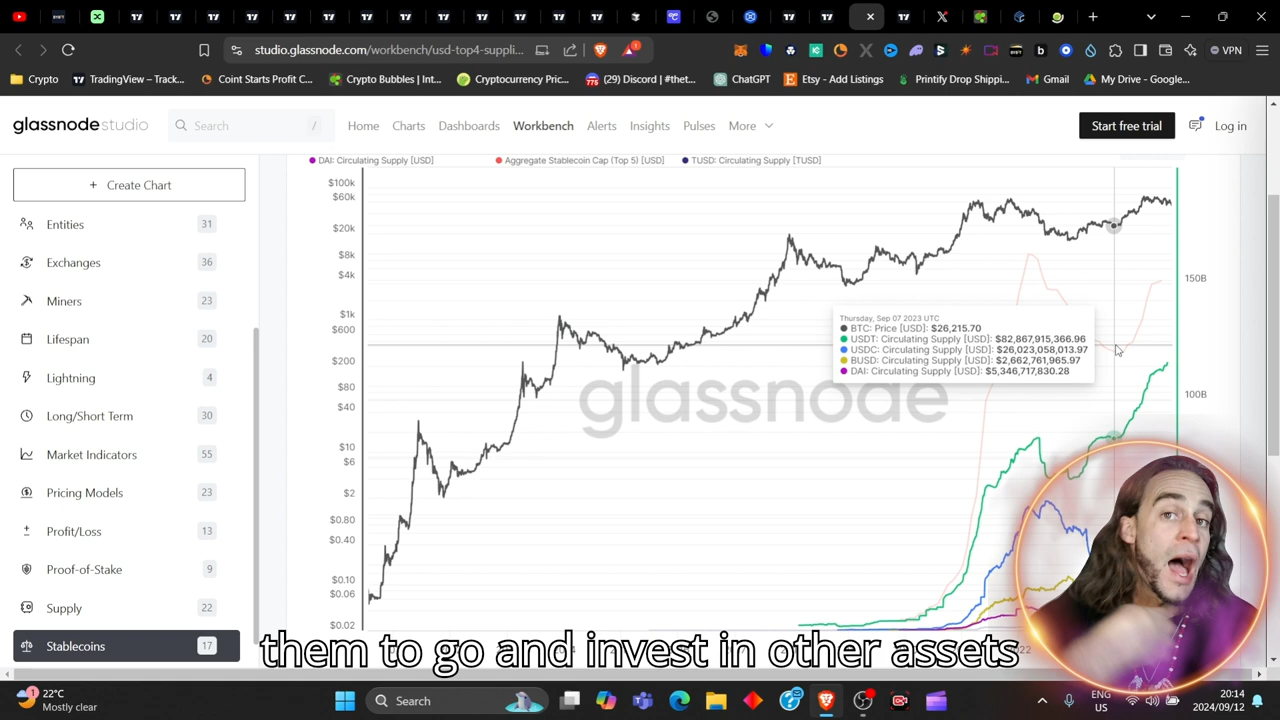 studio.glassnode.com/workbench/usd-top4-suppli...
VPN
Crypto
TradingView – Track...
Coint Starts Profit C...
Crypto Bubbles | Int...
Cryptocurrency Pric...
(29) Discord | #thet...
ChatGPT
Etsy - Add Listings
Printify Drop Shippi...
Gmail
My Drive - Google...
glassnodestudio
Search
/
Home
Charts
Dashboards
Workbench
Alerts
Insights
Pulses
More
Start free trial
Log in
+ Create Chart
Entities 31
Exchanges 36
Miners 23
Lifespan 20
Lightning 4
Long/Short Term 30
Market Indicators 55
Pricing Models 23
Profit/Loss 13
Proof-of-Stake 9
Supply 22
Stablecoins 17
DAI: Circulating Supply [USD]
Aggregate Stablecoin Cap (Top 5) [USD]
TUSD: Circulating Supply [TUSD]
$100k
$60k
$20k
$8k
$4k
$1k
$600
$200
$80
$40
$10
$6
$2
$0.80
$0.40
$0.10
$0.06
$0.02
150B
100B
Thursday, Sep 07 2023 UTC
BTC: Price [USD]: $26,215.70
USDT: Circulating Supply [USD]: $82,867,915,366.96
USDC: Circulating Supply [USD]: $26,023,058,013.97
BUSD: Circulating Supply [USD]: $2,662,761,965.97
DAI: Circulating Supply [USD]: $5,346,717,830.28
glassnode
2022
them to go and invest in other assets
1
22°C
Mostly clear
Search
ENG
US
20:14
2024/09/12